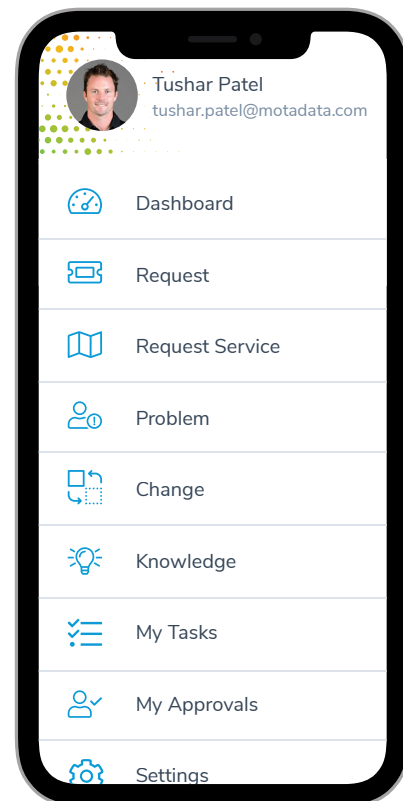 Tushar Patel
tushar.patel@motadata.com
Dashboard
Request
Request Service
Problem
Change
Knowledge
My Tasks
My Approvals
Settings